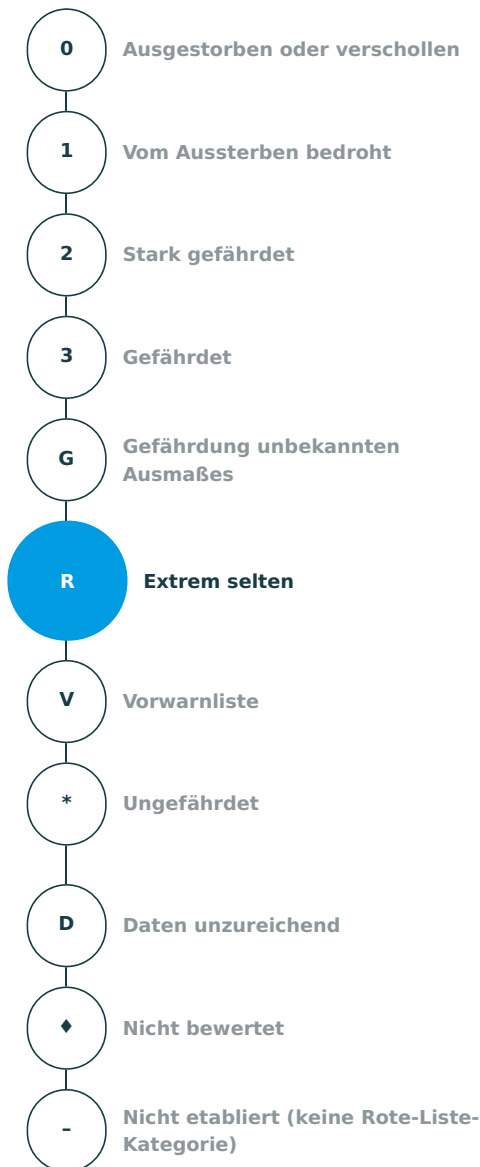 0 Ausgestorben oder verschollen
1 Vom Aussterben bedroht
2 Stark gefährdet
3 Gefährdet
G Gefährdung unbekannten
Ausmaßes
R Extrem selten
V Vorwarnliste
* Ungefährdet
D Daten unzureichend
♦ Nicht bewertet
– Nicht etabliert (keine Rote-Liste-
Kategorie)